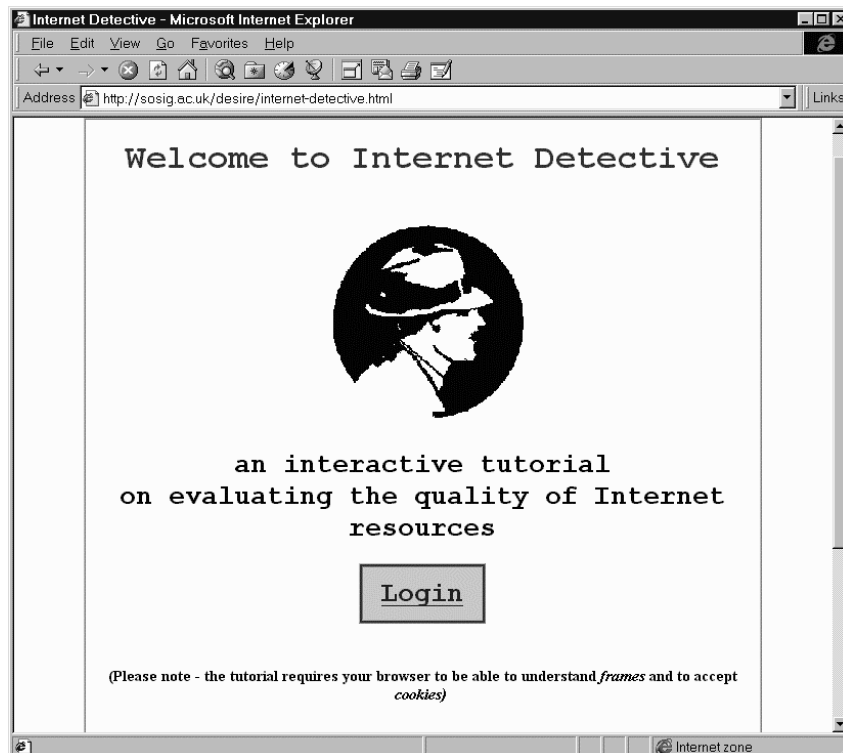 Internet Detective - Microsoft Internet Explorer
File Edit View Go Favorites Help
Address http://sosig.ac.uk/desire/internet-detective.html Links
Welcome to Internet Detective
an interactive tutorial
on evaluating the quality of Internet
resources
Login
(Please note - the tutorial requires your browser to be able to understand frames and to accept
cookies)
Internet zone